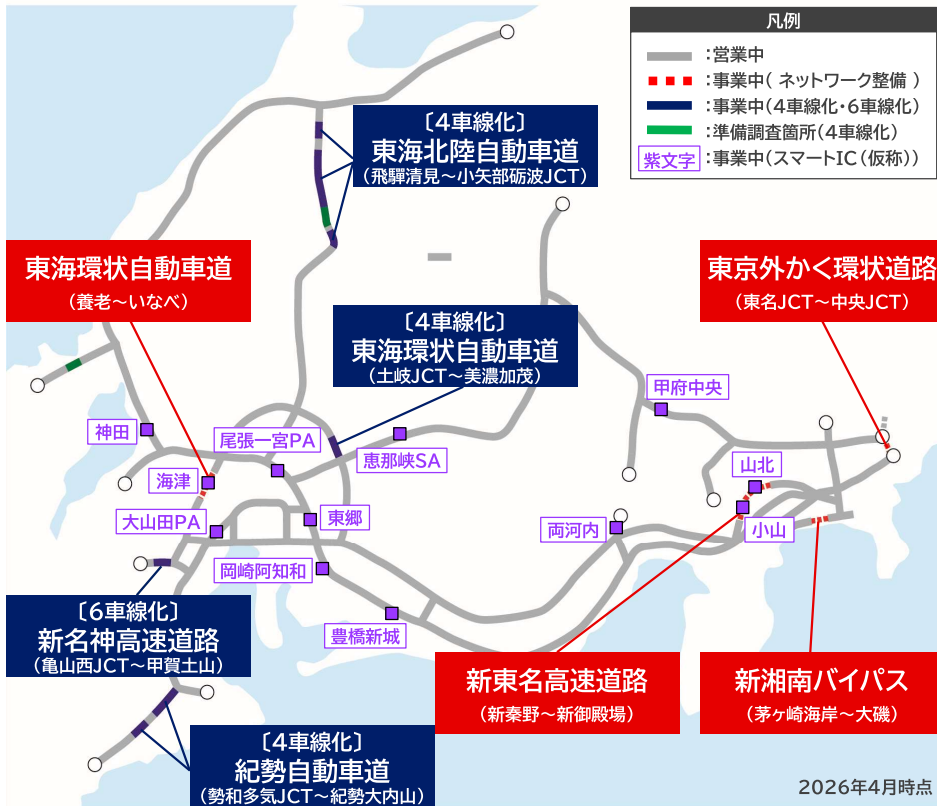 凡例
:営業中
:事業中( ネットワーク整備 )
:事業中(4車線化・6車線化)
:準備調査箇所(4車線化)
紫文字 :事業中(スマートIC(仮称))
〔4車線化〕
東海北陸自動車道
(飛驒清見～小矢部砺波JCT)
東海環状自動車道
(養老～いなべ)
東京外かく環状道路
(東名JCT～中央JCT)
〔4車線化〕
東海環状自動車道
(土岐JCT～美濃加茂)
甲府中央
神田
尾張一宮PA
恵那峡SA
海津
山北
大山田PA
東郷
両河内
小山
岡崎阿知和
豊橋新城
〔6車線化〕
新名神高速道路
(亀山西JCT～甲賀土山)
新東名高速道路
(新秦野～新御殿場)
新湘南バイパス
(茅ヶ崎海岸～大磯)
〔4車線化〕
紀勢自動車道
(勢和多気JCT～紀勢大内山)
2026年4月時点